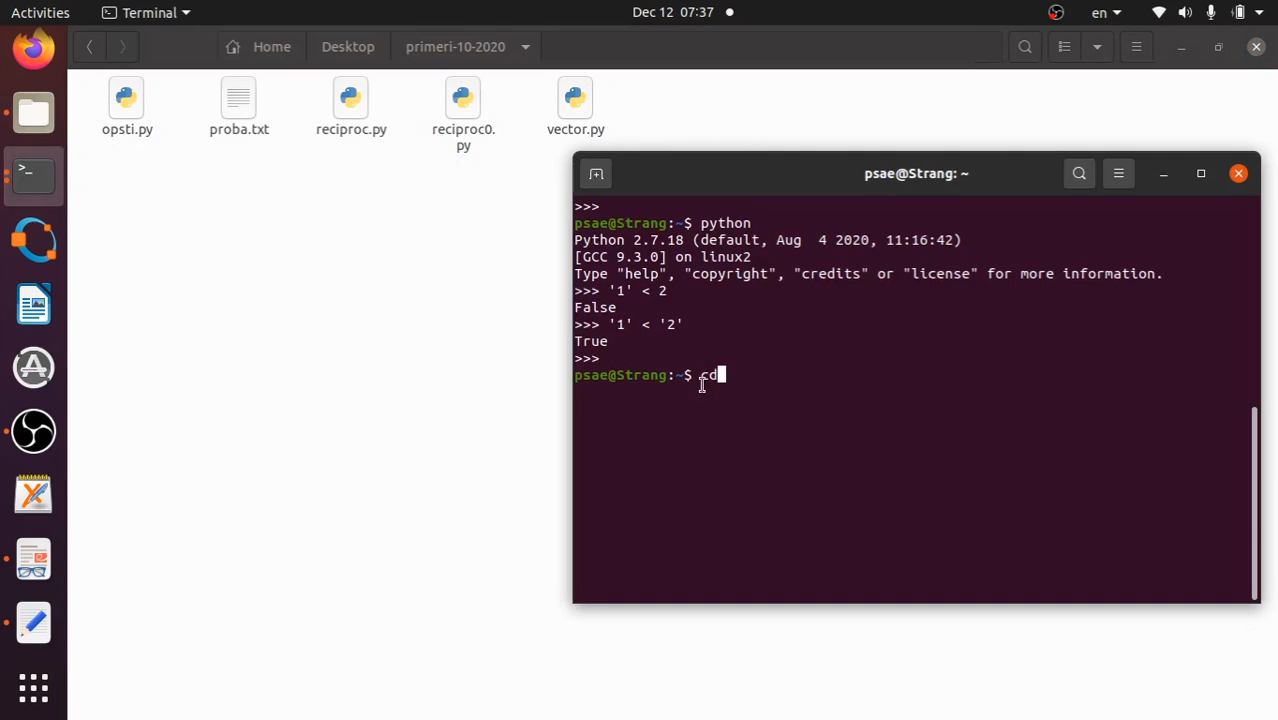 Activities
Terminal
Dec 12 07:37
en
Home
Desktop
primeri-10-2020
opsti.py
proba.txt
reciproc.py
reciproc0.
py
vector.py
psae@Strang: ~
>>>
psae@Strang:~$ python
Python 2.7.18 (default, Aug  4 2020, 11:16:42)
[GCC 9.3.0] on linux2
Type "help", "copyright", "credits" or "license" for more information.
>>> '1' < 2
False
>>> '1' < '2'
True
>>>
psae@Strang:~$ cd